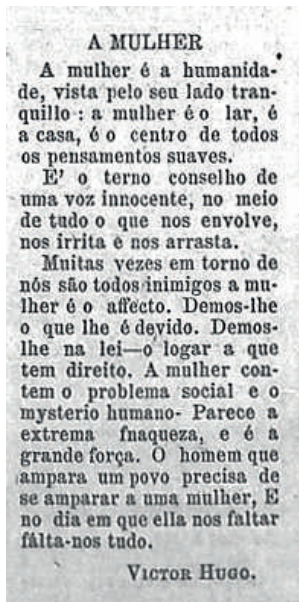 A MULHER
A mulher é a humanida-
de, vista pelo seu lado tran-
quillo : a mulher é o lar, é
a casa, é o centro de todos
os pensamentos suaves.
E' o terno conselho de
uma voz innocente, no meio
de tudo o que nos envolve,
nos irrita e nos arrasta.
Muitas vezes em torno de
nós são todos inimigos a mu-
lher é o affecto. Demos-lhe
o que lhe é devido. Demos-
lhe na lei—o logar a que
tem direito. A mulher con-
tem o problema social e o
mysterio humano- Parece a
extrema fnaqueza, e é a
grande força. O homem que
ampara um povo precisa de
se amparar a uma mulher, E
no dia em que ella nos faltar
fálta-nos tudo.
VICTOR HUGO.